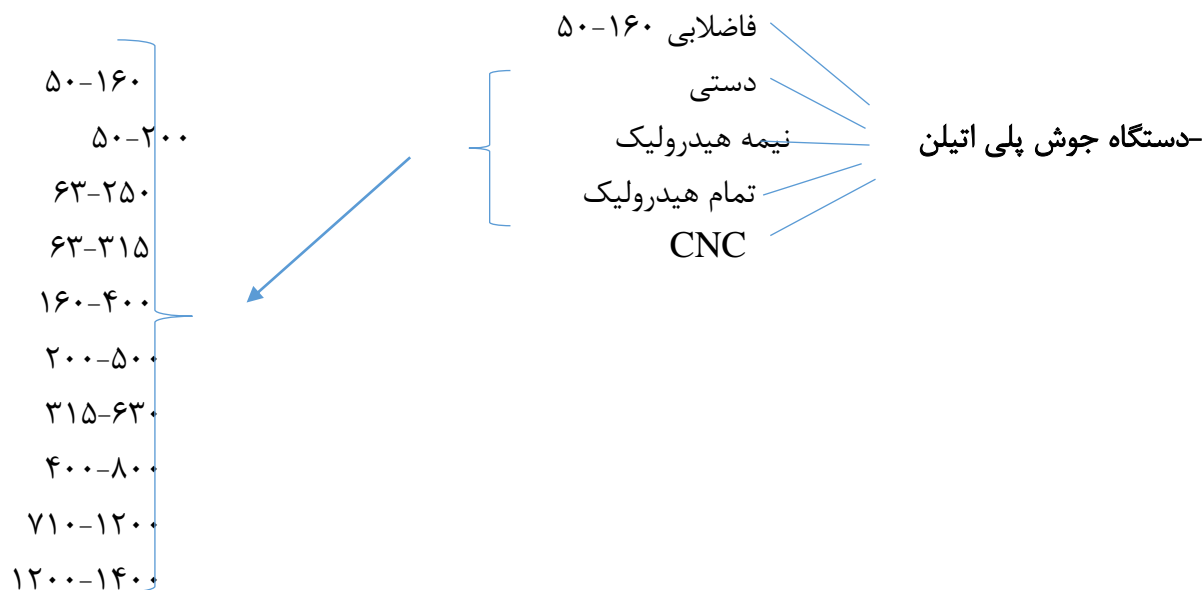 -دستگاه جوش پلی اتیلن
فاضلابی ۱۶۰-۵۰
دستی
نیمه هیدرولیک
تمام هیدرولیک
CNC
۵۰-۱۶۰
۵۰-۲۰۰
۶۳-۲۵۰
۶۳-۳۱۵
۱۶۰-۴۰۰
۲۰۰-۵۰۰
۳۱۵-۶۳۰
۴۰۰-۸۰۰
۷۱۰-۱۲۰۰
۱۲۰۰-۱۴۰۰